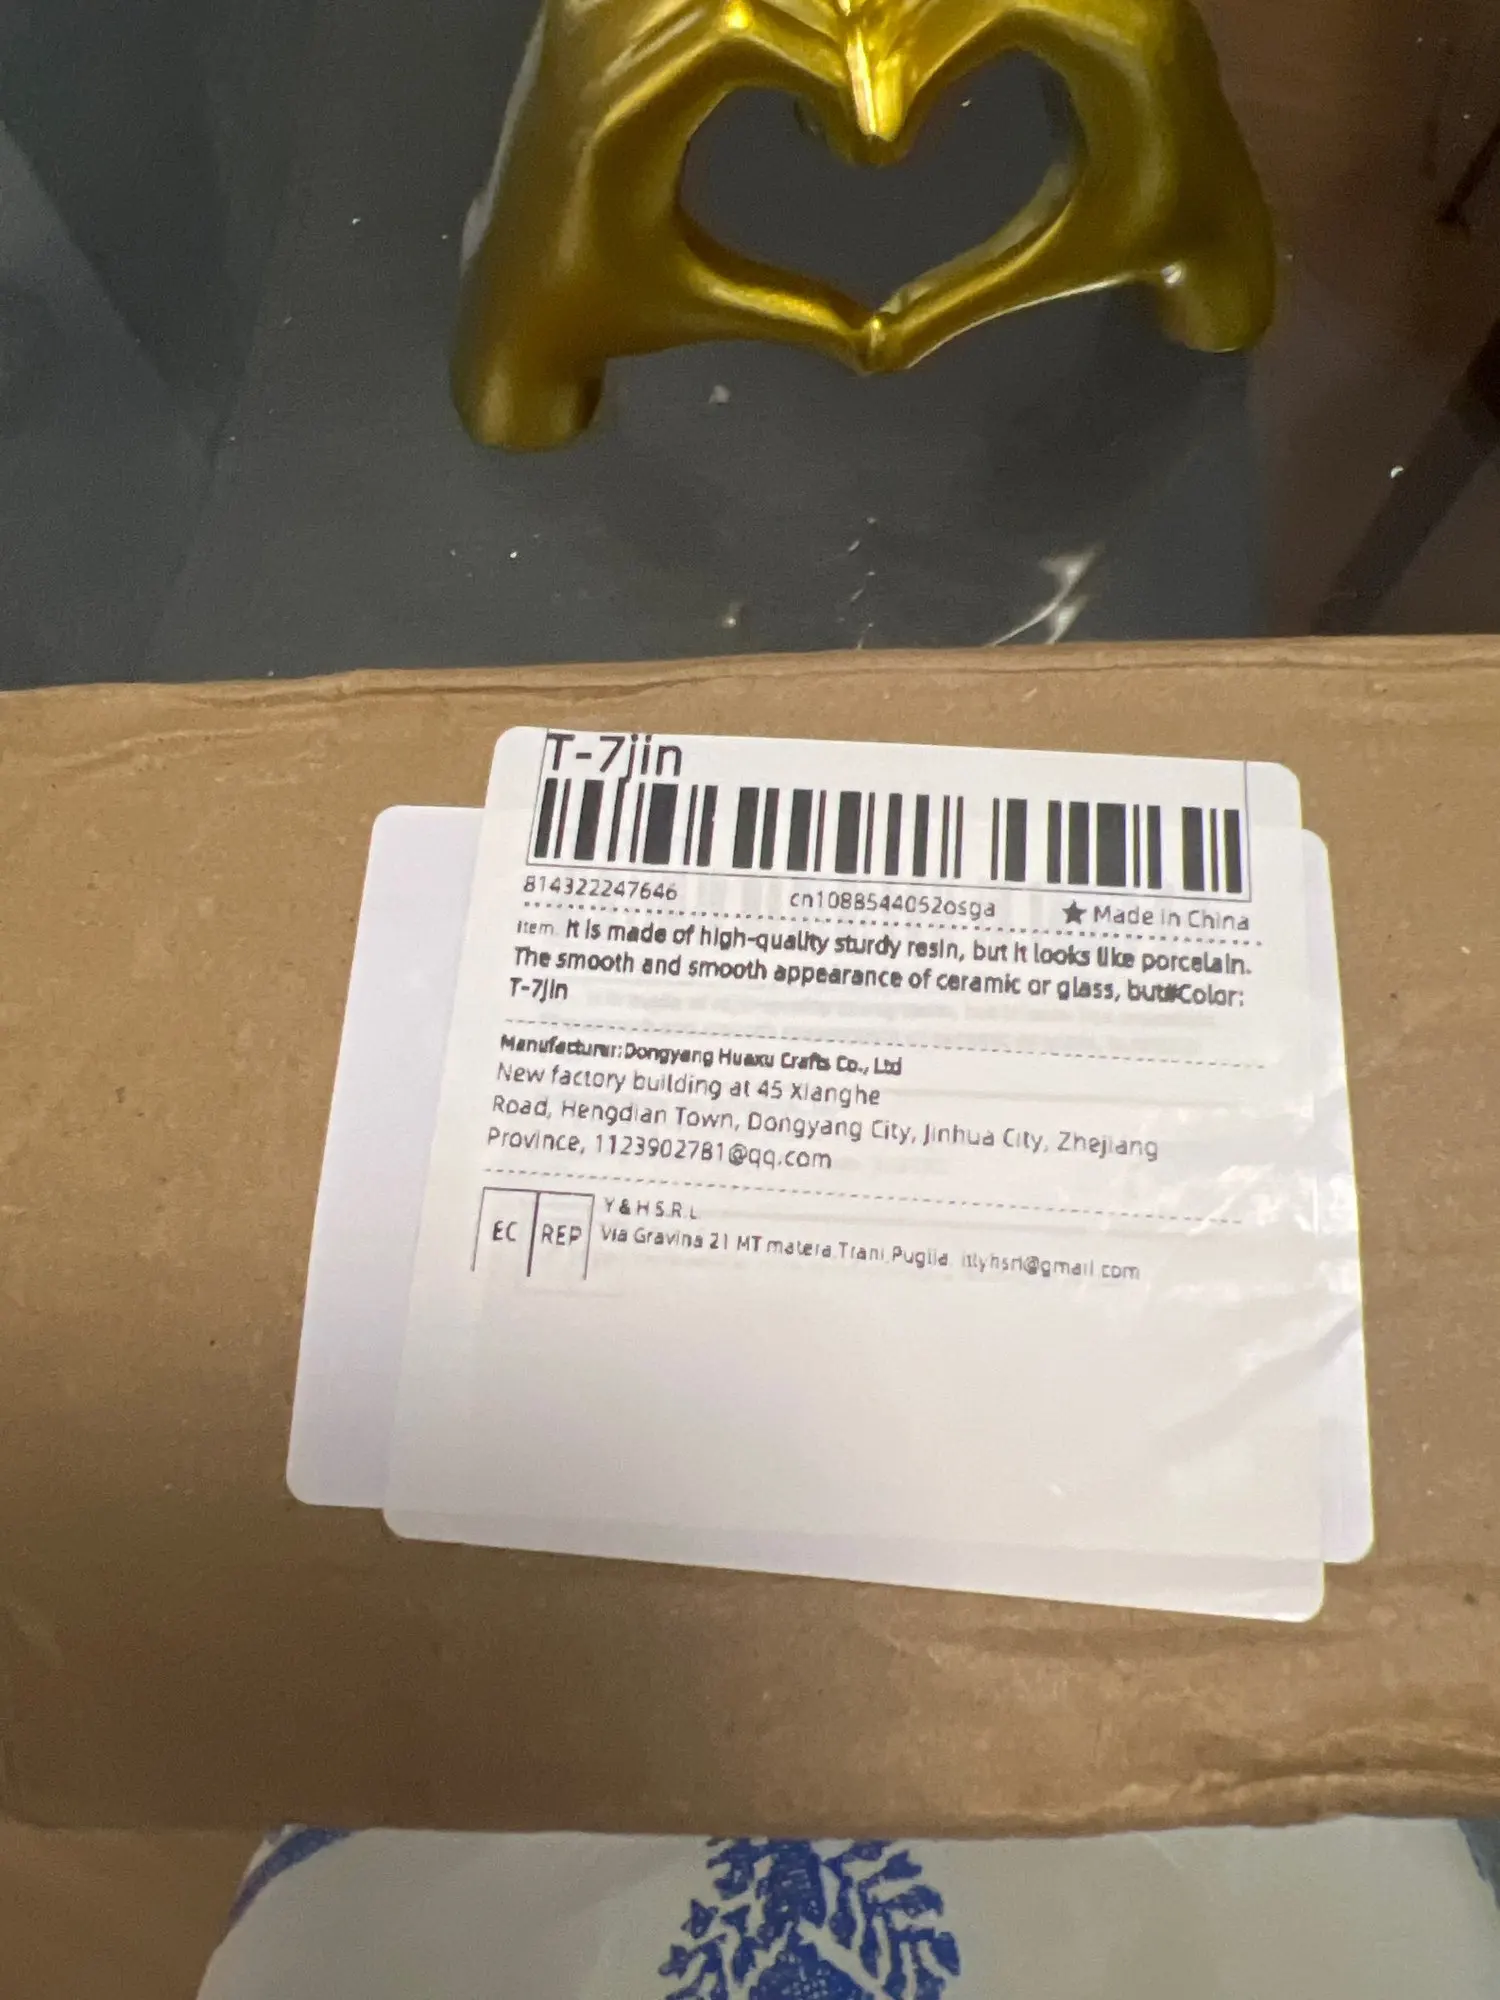 T-7jin
814322247646 cn1088544052osga ★ Made in China
Item. It is made of high-quality sturdy resin, but it looks like porcelain.
The smooth and smooth appearance of ceramic or glass, but Color:
T-7Jin
Manufacturer:Dongyang Huaxu Crafts Co., Ltd
New factory building at 45 Xianghe
Road, Hengdian Town, Dongyang City, Jinhua City, Zhejiang
Province, 1123902781@qq.com
EC REP
Y & H S.R.L
Via Gravina 21 MT matera,Trani,Puglia